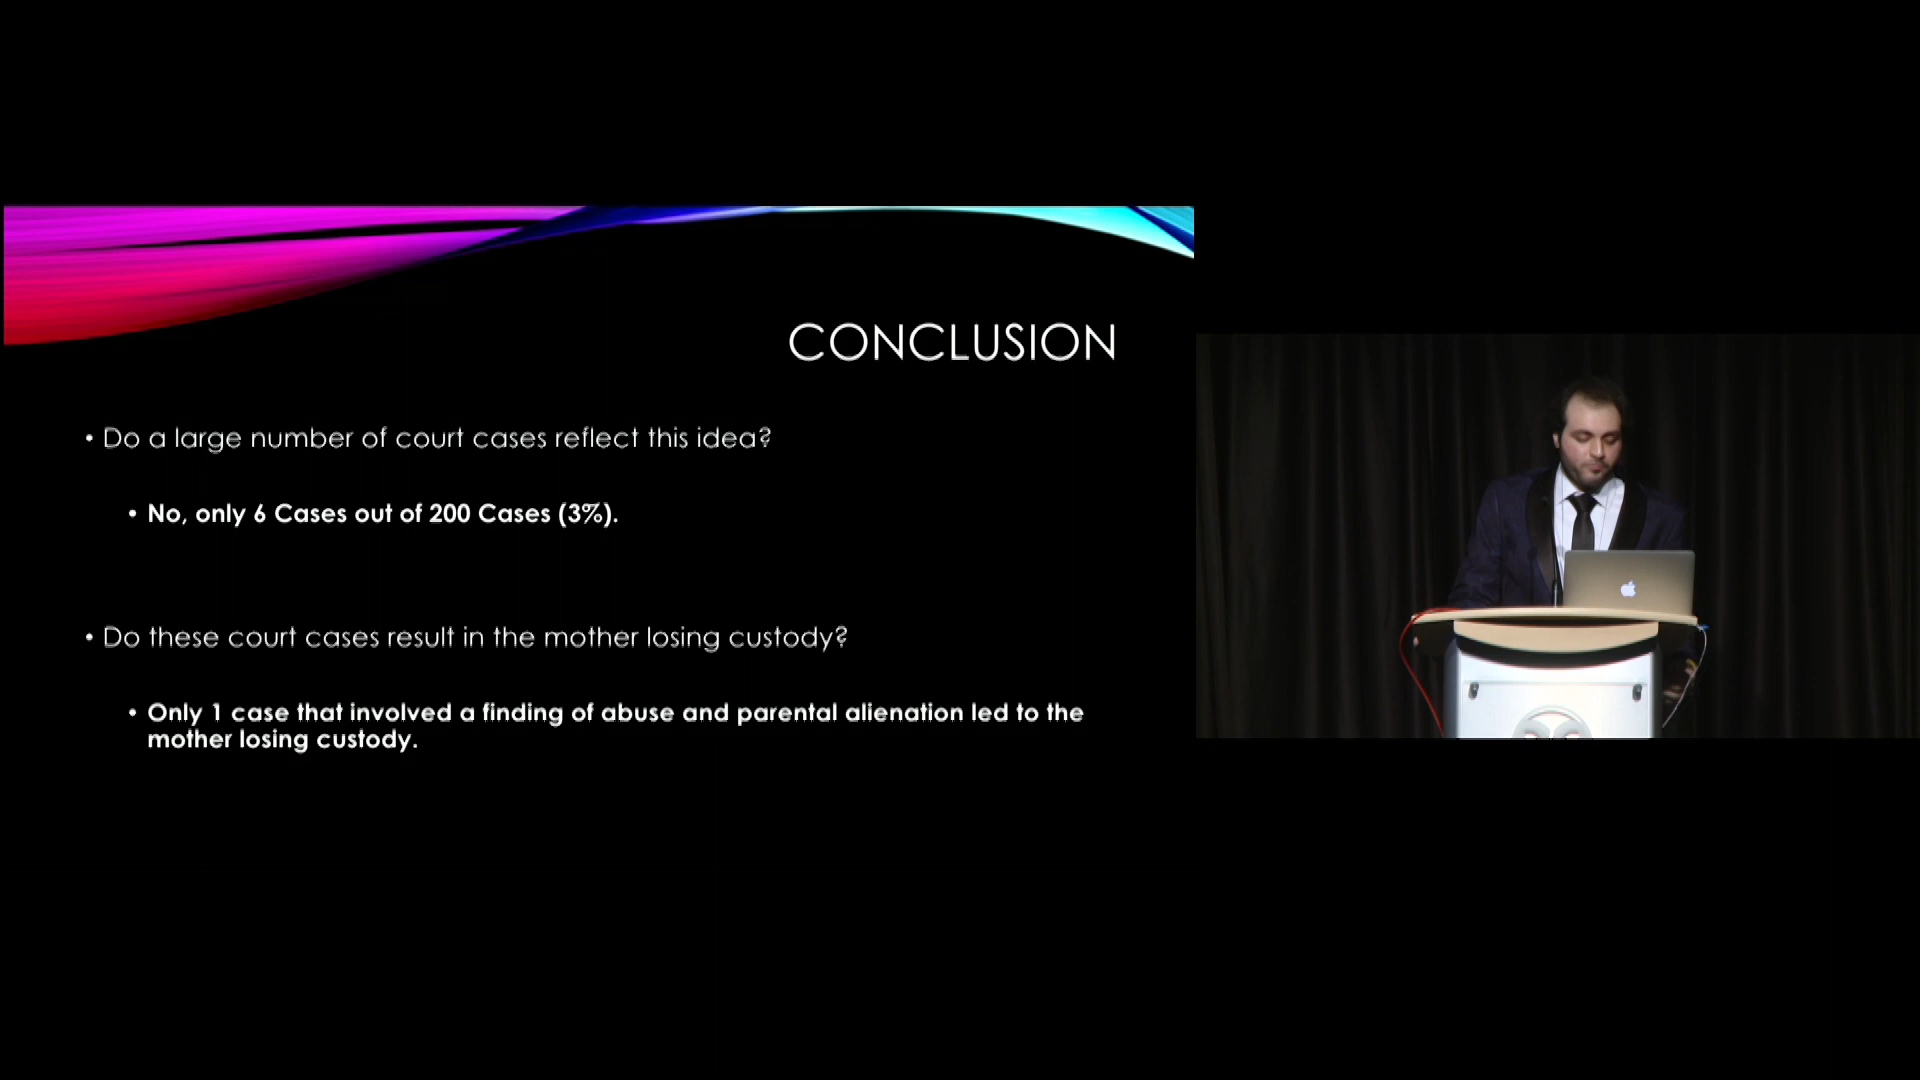 CONCLUSION
• Do a large number of court cases reflect this idea?
• No, only 6 Cases out of 200 Cases (3%).
• Do these court cases result in the mother losing custody?
• Only 1 case that involved a finding of abuse and parental alienation led to the
mother losing custody.